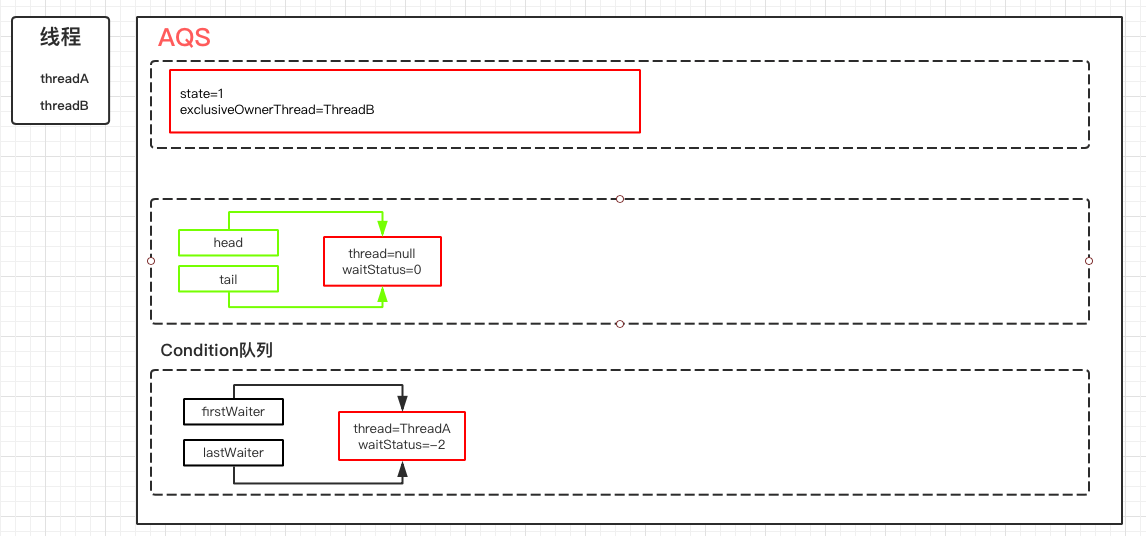 线程
threadA
threadB
AQS
state=1
exclusiveOwnerThread=ThreadB
head
tail
thread=null
waitStatus=0
Condition队列
firstWaiter
lastWaiter
thread=ThreadA
waitStatus=-2